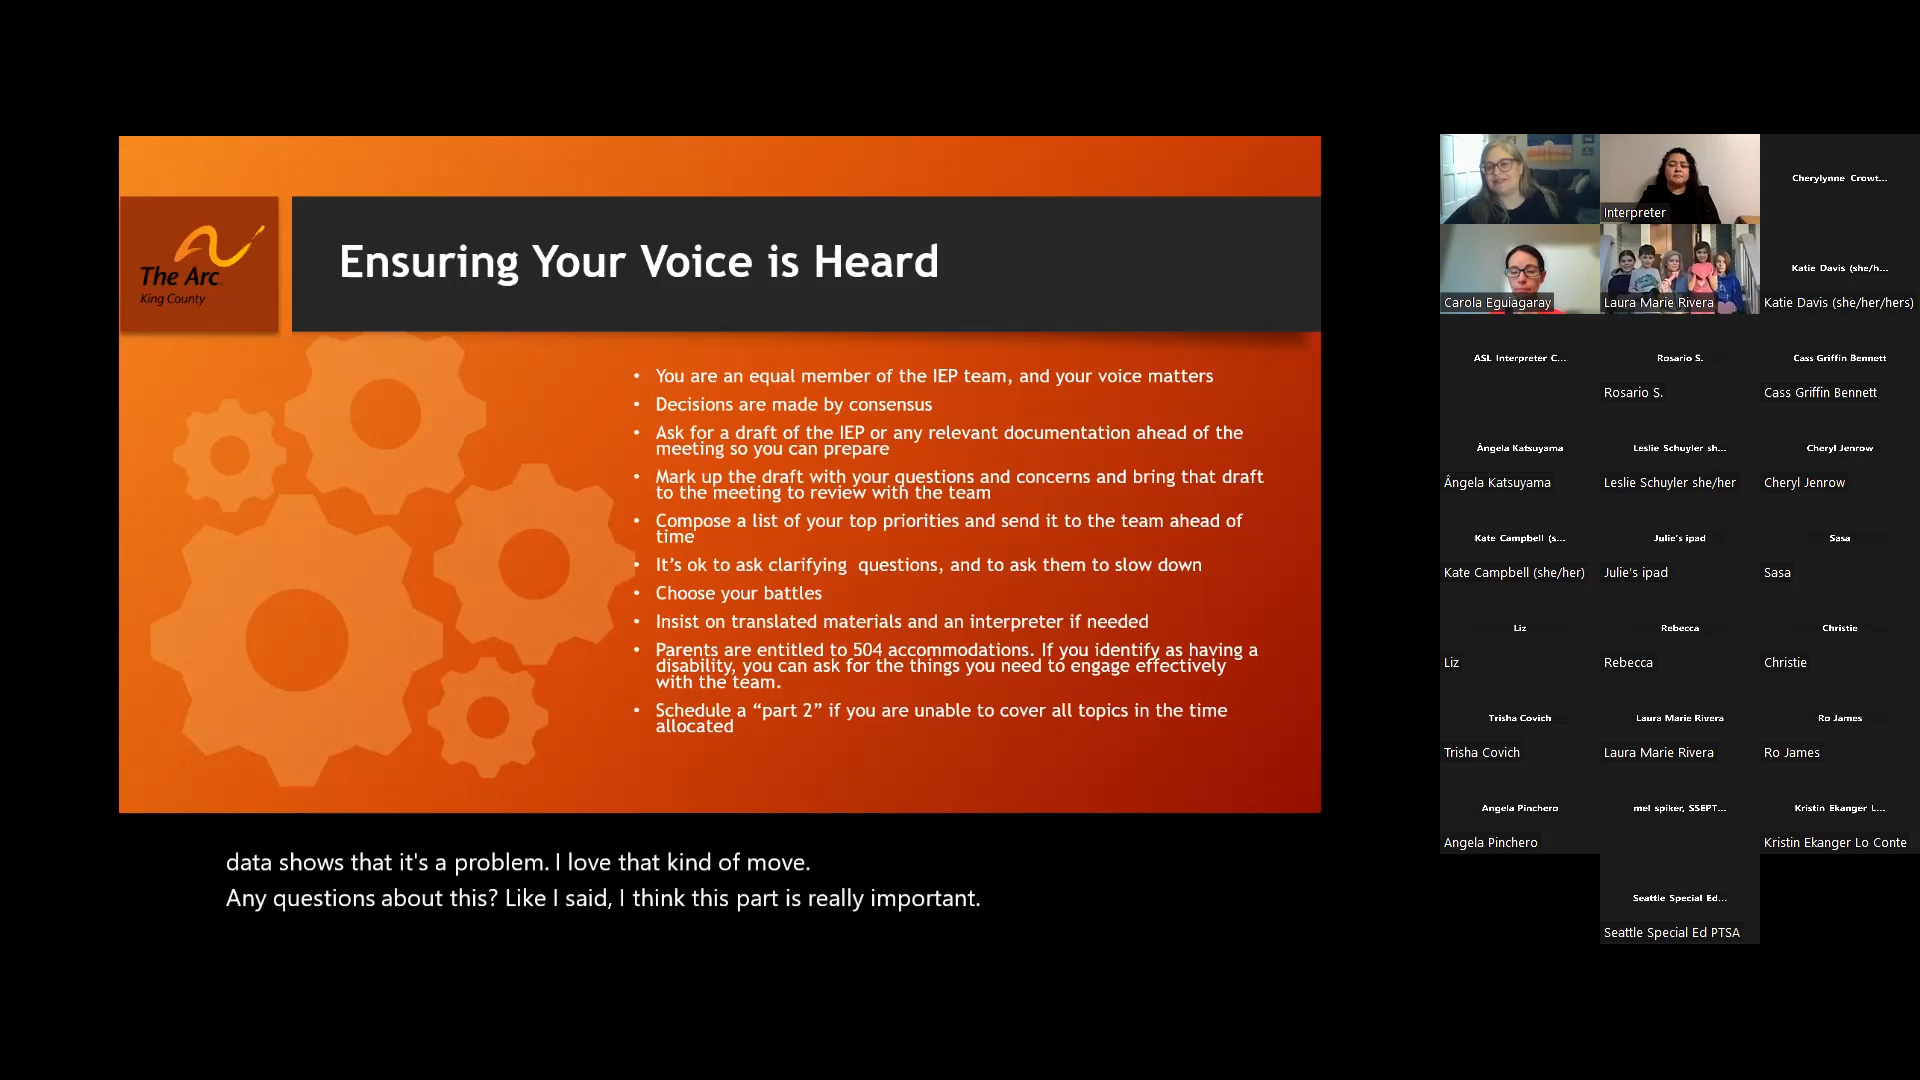 The Arc
King County
Ensuring Your Voice is Heard
• You are an equal member of the IEP team, and your voice matters
• Decisions are made by consensus
• Ask for a draft of the IEP or any relevant documentation ahead of the
meeting so you can prepare
• Mark up the draft with your questions and concerns and bring that draft
to the meeting to review with the team
• Compose a list of your top priorities and send it to the team ahead of
time
• It’s ok to ask clarifying  questions, and to ask them to slow down
• Choose your battles
• Insist on translated materials and an interpreter if needed
• Parents are entitled to 504 accommodations. If you identify as having a
disability, you can ask for the things you need to engage effectively
with the team.
• Schedule a “part 2” if you are unable to cover all topics in the time
allocated
data shows that it's a problem. I love that kind of move.
Any questions about this? Like I said, I think this part is really important.
Cherylynne Crowt...
Interpreter
Katie Davis (she/h...
Carola Eguiagaray
Laura Marie Rivera
Katie Davis (she/her/hers)
ASL Interpreter C...
Rosario S.
Cass Griffin Bennett
Rosario S.
Cass Griffin Bennett
Ângela Katsuyama
Leslie Schuyler sh...
Cheryl Jenrow
Ângela Katsuyama
Leslie Schuyler she/her
Cheryl Jenrow
Kate Campbell (s...
Julie's ipad
Sasa
Kate Campbell (she/her)
Julie's ipad
Sasa
Liz
Rebecca
Christie
Liz
Rebecca
Christie
Trisha Covich
Laura Marie Rivera
Ro James
Trisha Covich
Laura Marie Rivera
Ro James
Angela Pinchero
mel spiker, SSEPT...
Kristin Ekanger L...
Angela Pinchero
Kristin Ekanger Lo Conte
Seattle Special Ed...
Seattle Special Ed PTSA